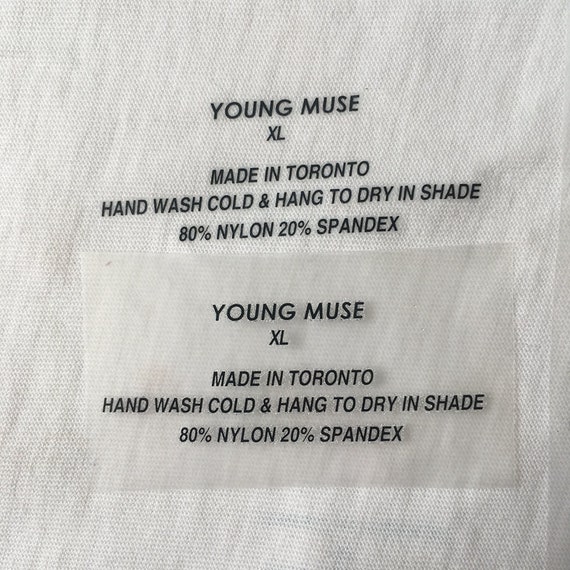 YOUNG MUSE
XL
MADE IN TORONTO
HAND WASH COLD & HANG TO DRY IN SHADE
80% NYLON 20% SPANDEX
YOUNG MUSE
XL
MADE IN TORONTO
HAND WASH COLD & HANG TO DRY IN SHADE
80% NYLON 20% SPANDEX